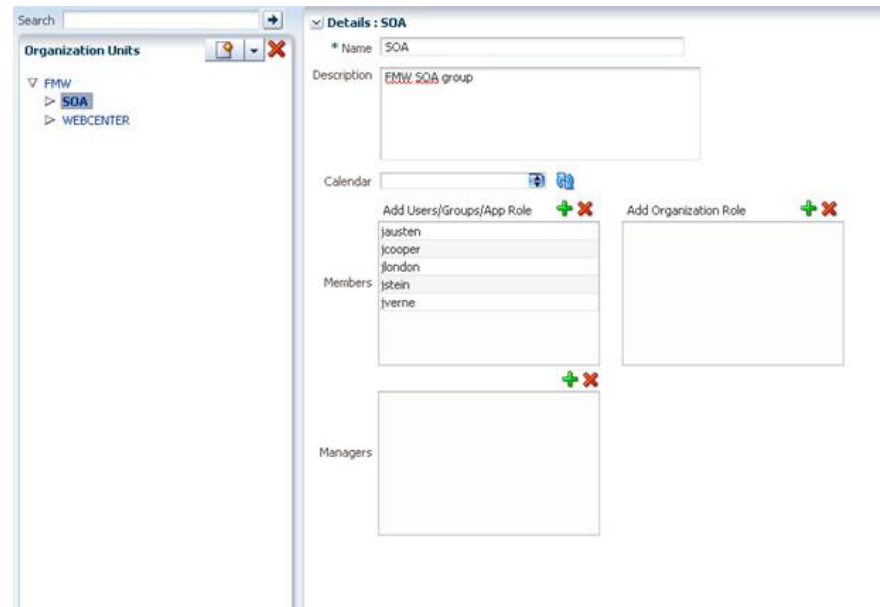 Search
Organization Units
FMW
SOA
WEBCENTER
Details : SOA
* Name SOA
Description FMW SOA group
Calendar
Add Users/Groups/App Role
Add Organization Role
Members
jausten
jcooper
jlondon
jstein
jverne
Managers